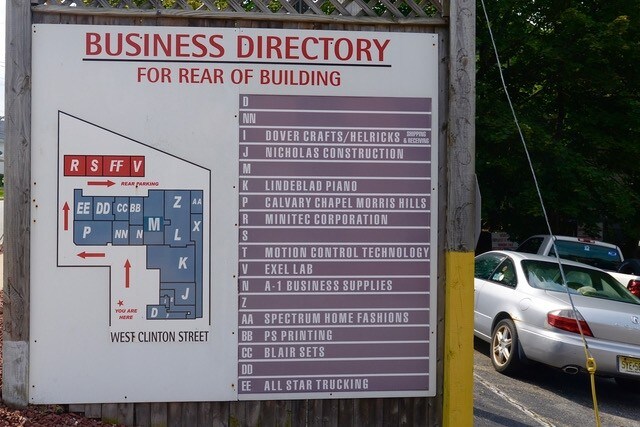 BUSINESS DIRECTORY
FOR REAR OF BUILDING
R S FF V
REAR PARKING
EE DD CC BB Z AA
P NN N M L X
K
J
D
YOU ARE
HERE
WEST CLINTON STREET
D
NN
I DOVER CRAFTS/HELRICKS SHIPPING & RECEIVING
J NICHOLAS CONSTRUCTION
M
K LINDEBLAD PIANO
P CALVARY CHAPEL MORRIS HILLS
R MINITEC CORPORATION
S
T MOTION CONTROL TECHNOLOGY
V EXEL LAB
N A-1 BUSINESS SUPPLIES
Z
AA SPECTRUM HOME FASHIONS
BB PS PRINTING
CC BLAIR SETS
DD
EE ALL STAR TRUCKING